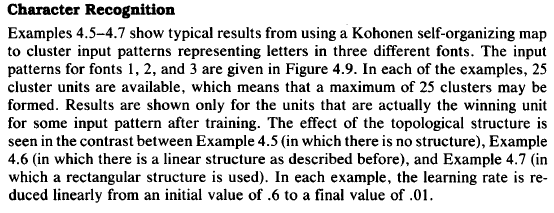 Character Recognition
Examples 4.5–4.7 show typical results from using a Kohonen self-organizing map
to cluster input patterns representing letters in three different fonts. The input
patterns for fonts 1, 2, and 3 are given in Figure 4.9. In each of the examples, 25
cluster units are available, which means that a maximum of 25 clusters may be
formed. Results are shown only for the units that are actually the winning unit
for some input pattern after training. The effect of the topological structure is
seen in the contrast between Example 4.5 (in which there is no structure), Example
4.6 (in which there is a linear structure as described before), and Example 4.7 (in
which a rectangular structure is used). In each example, the learning rate is re-
duced linearly from an initial value of .6 to a final value of .01.